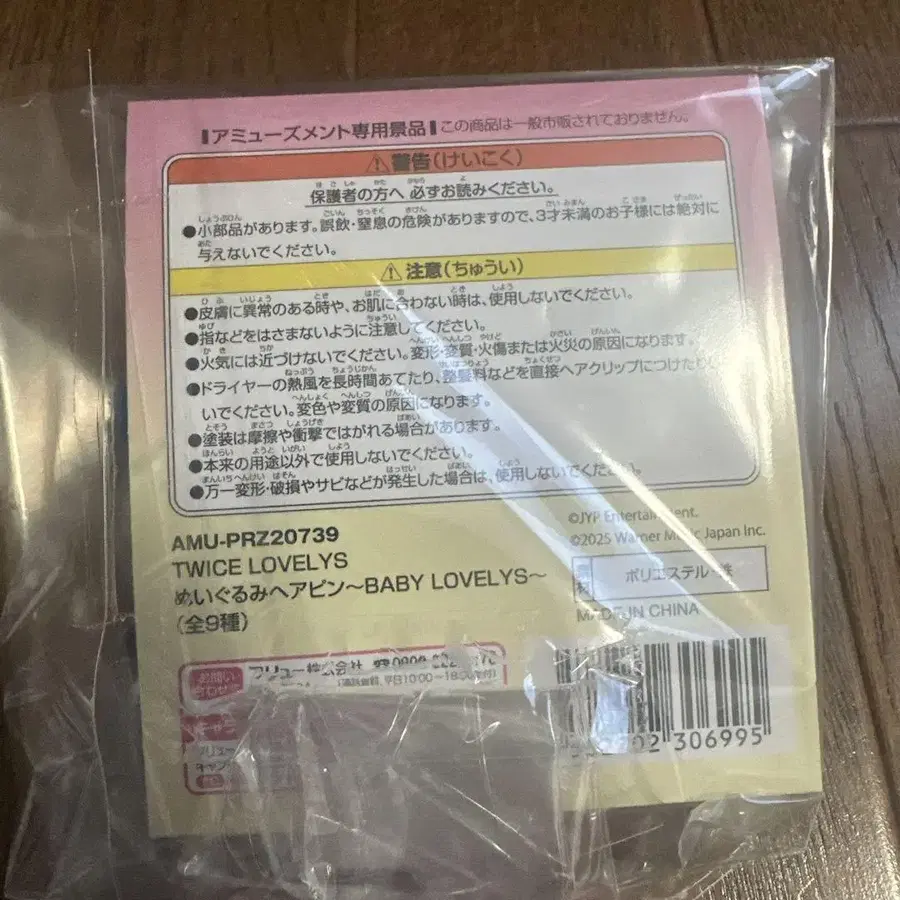 アミューズメント専用景品 この商品は一般市販されておりません。
⚠警告(けいこく)
保護者の方へ 必ずお読みください。
●小部品があります。誤飲・窒息の危険がありますので、3才未満のお子様には絶対に
与えないでください。
⚠注意(ちゅうい)
●皮膚に異常のある時や、お肌に合わない時は、使用しないでください。
●指などをはさまないように注意してください。
●火気には近づけないでください。変形・変質・火傷または火災の原因になります。
●ドライヤーの熱風を長時間あてたり、整髪料などを直接ヘアクリップにつけたりし
いでください。変色や変質の原因になります。
●塗装は摩擦や衝撃ではがれる場合があります。
●本来の用途以外で使用しないでください。
●万一変形・破損やサビなどが発生した場合は、使用しないでください。
©JYP Entertainment.
©2025 Warner Music Japan Inc.
AMU-PRZ20739
TWICE LOVELYS
ぬいぐるみヘアピン〜BABY LOVELYS〜
(全9種)
ポリエステル・鉄
MADE IN CHINA
お問い
合わせ
フリュー株式会社
平日10:00〜18:
306995